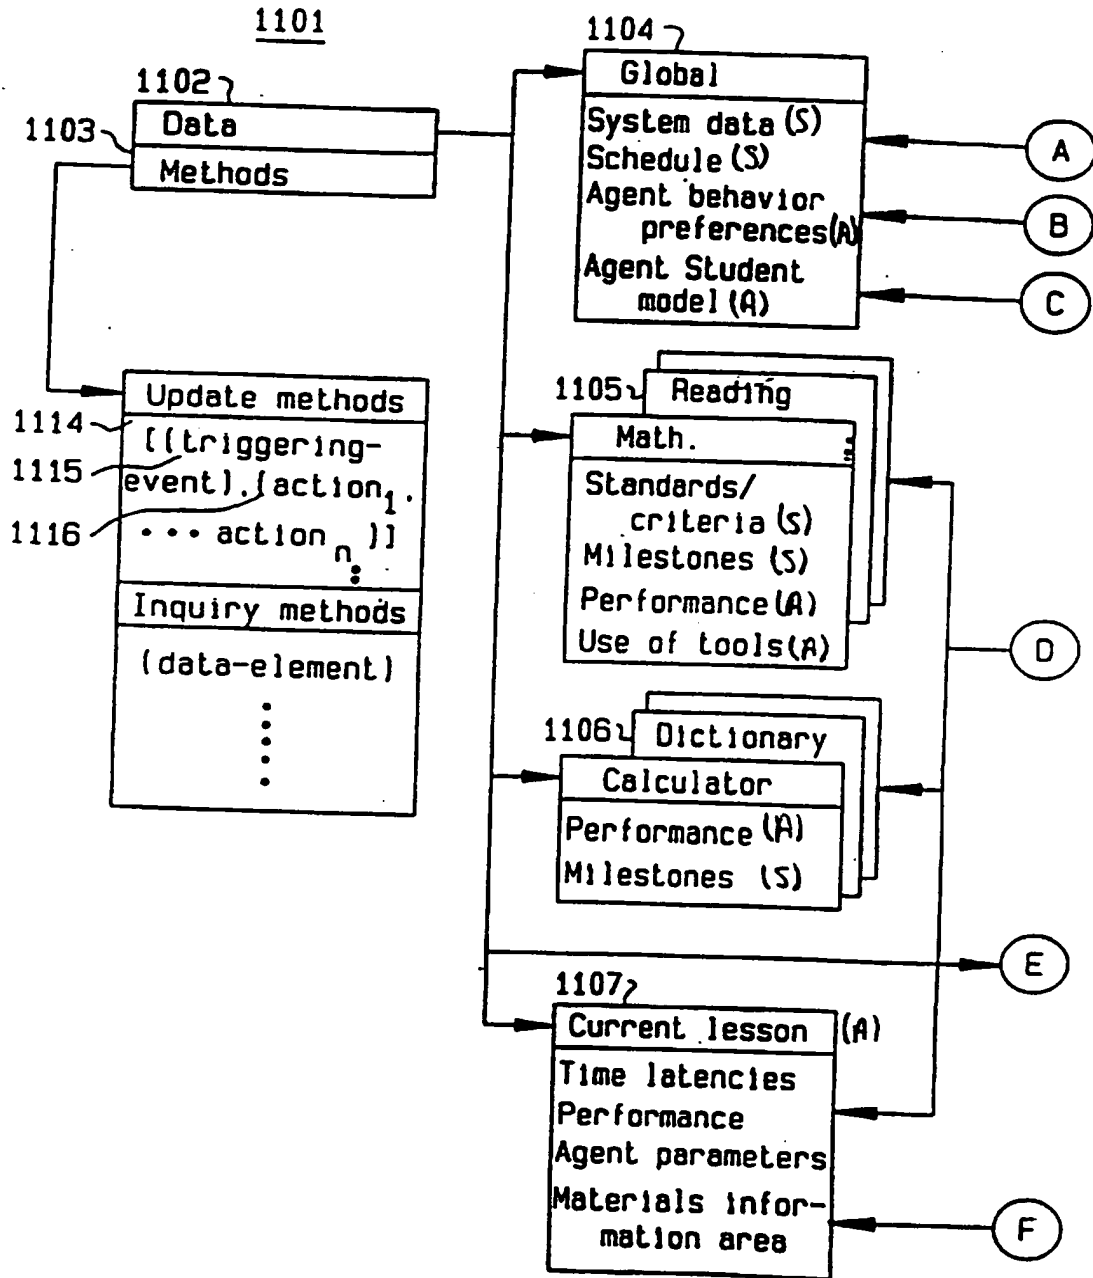 1101
1102
Data
1103
Methods
Update methods
1114
[[(triggering-
1115
event), (action1,
1116
••• action n )]]
Inquiry methods
(data-element)
1104
Global
System data (S)
Schedule (S)
Agent behavior
preferences (A)
Agent Student
model (A)
A
B
C
1105
Reading
Math.
Standards/
criteria (S)
Milestones (S)
Performance (A)
Use of tools (A)
D
1106
Dictionary
Calculator
Performance (A)
Milestones (S)
E
1107
Current lesson (A)
Time latencies
Performance
Agent parameters
Materials infor-
mation area
F